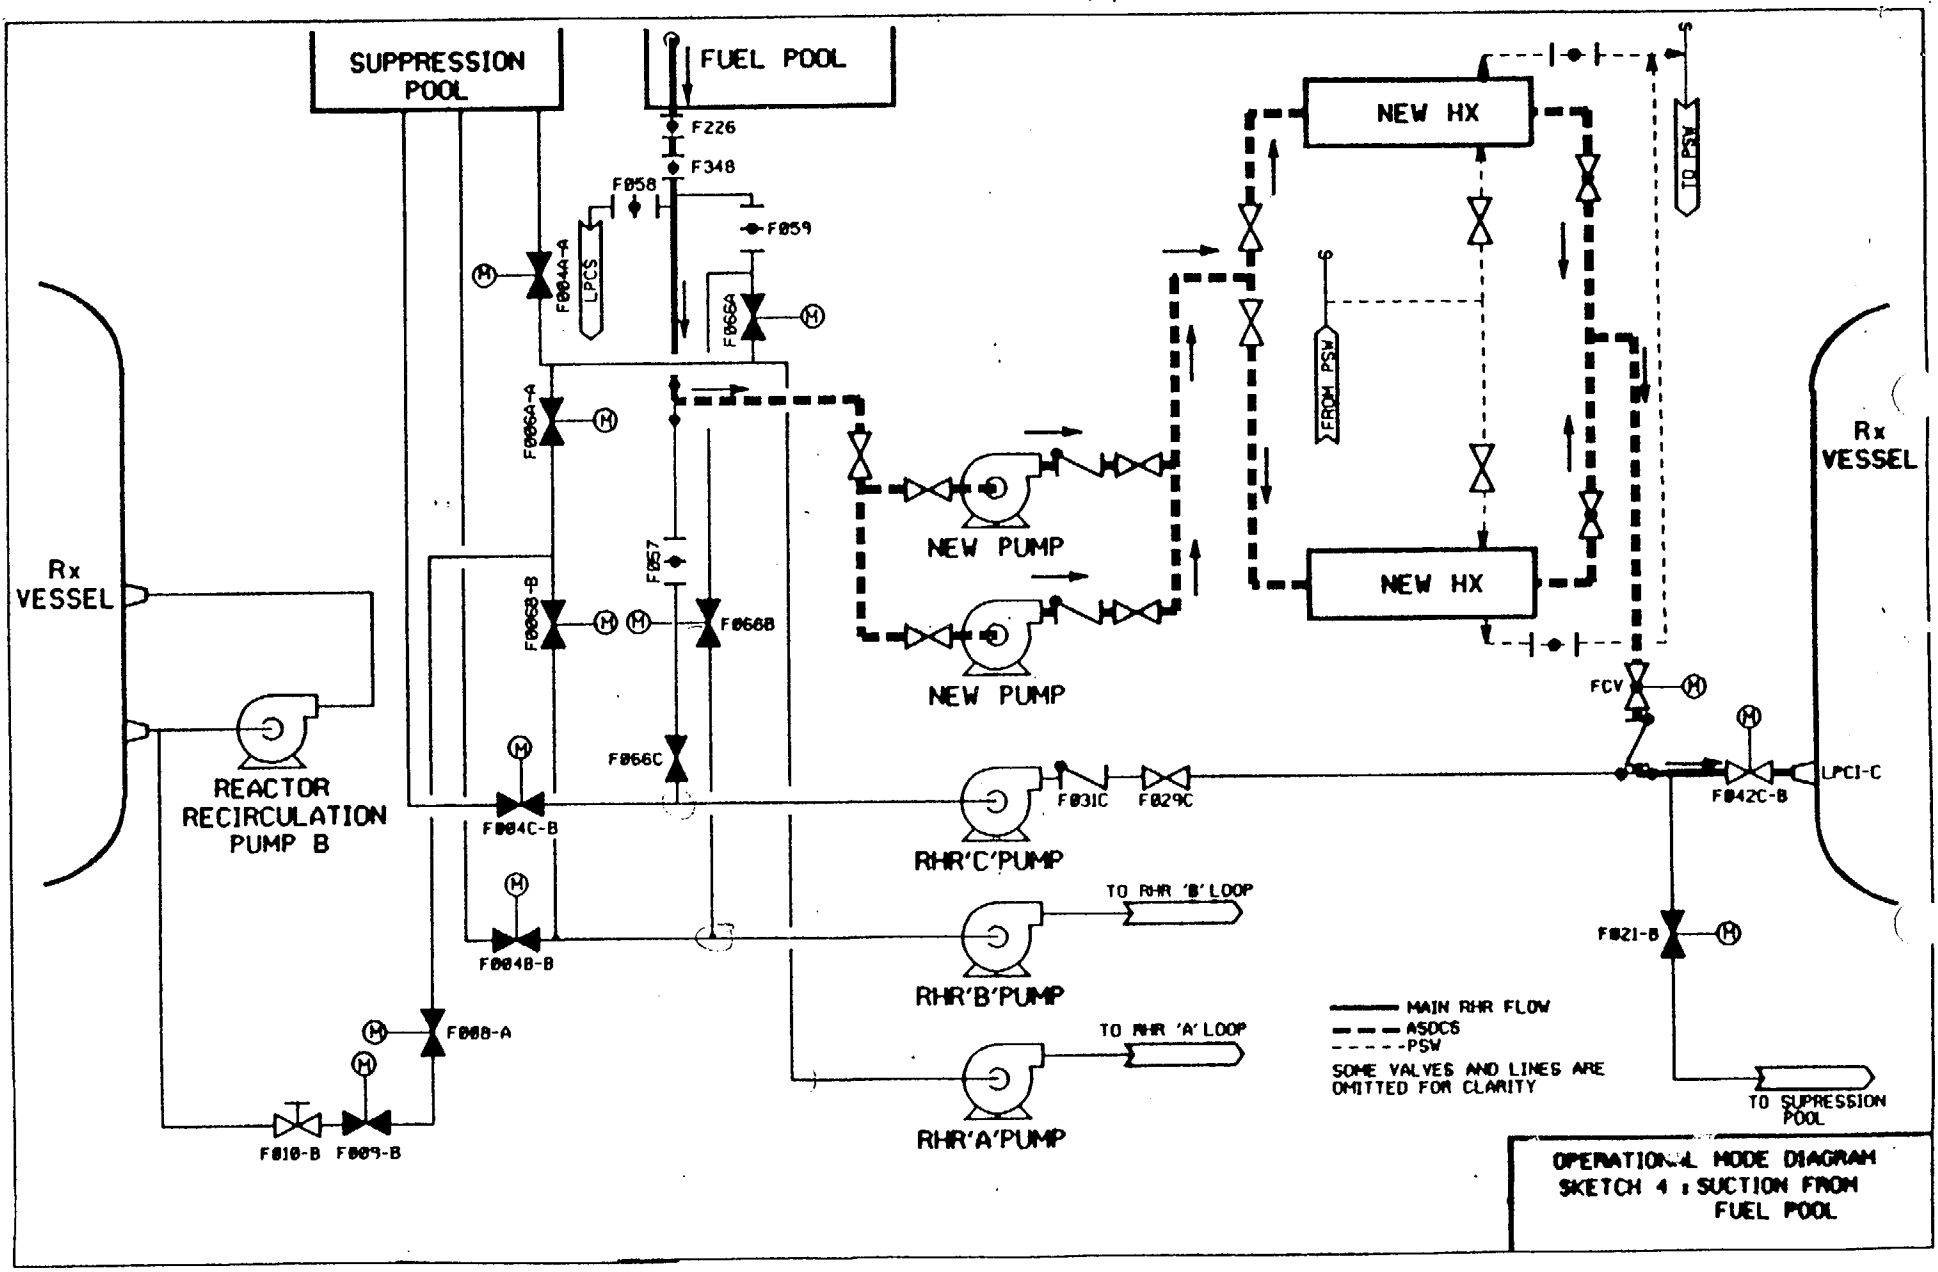 SUPPRESSION
POOL
FUEL POOL
F226
F348
F058
F059
F004A-A
LPCS
F066A
F006A-A
F057
F006B-B
F066B
F066C
Rx
VESSEL
REACTOR
RECIRCULATION
PUMP B
F004C-B
F004B-B
F008-A
F010-B
F009-B
M
M
M
M
M
M
M
M
M
NEW PUMP
NEW PUMP
NEW HX
NEW HX
S
TO PSW
S
FROM PSW
FCV
M
M
Rx
VESSEL
LPCI-C
F042C-B
F031C
F029C
RHR'C'PUMP
TO RHR 'B' LOOP
RHR'B'PUMP
TO RHR 'A' LOOP
RHR'A'PUMP
F021-B
M
TO SUPRESSION
POOL
MAIN RHR FLOW
ASDCS
PSW
SOME VALVES AND LINES ARE
OMITTED FOR CLARITY
OPERATIONAL MODE DIAGRAM
SKETCH 4 : SUCTION FROM
FUEL POOL